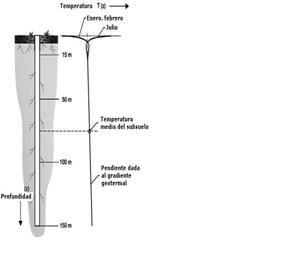 Temperatura T(z)
Enero. febrero
Julio
15 m
50 m
Temperatura
media del subsuelo
100 m
Pendiente dada
al gradiente
geotermal
(z)
Profundidad
150 m